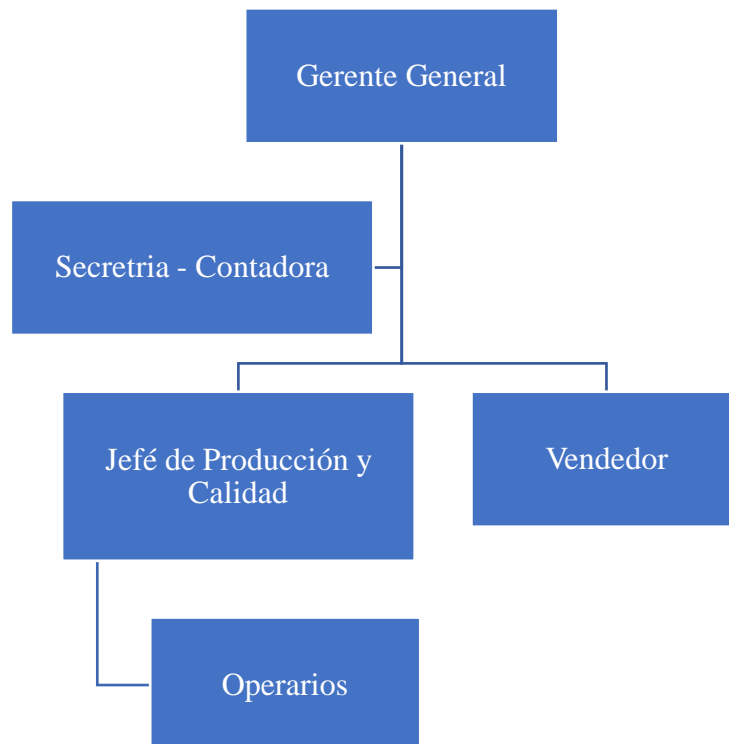 Gerente General
Secretria - Contadora
Jefé de Producción y
Calidad
Vendedor
Operarios